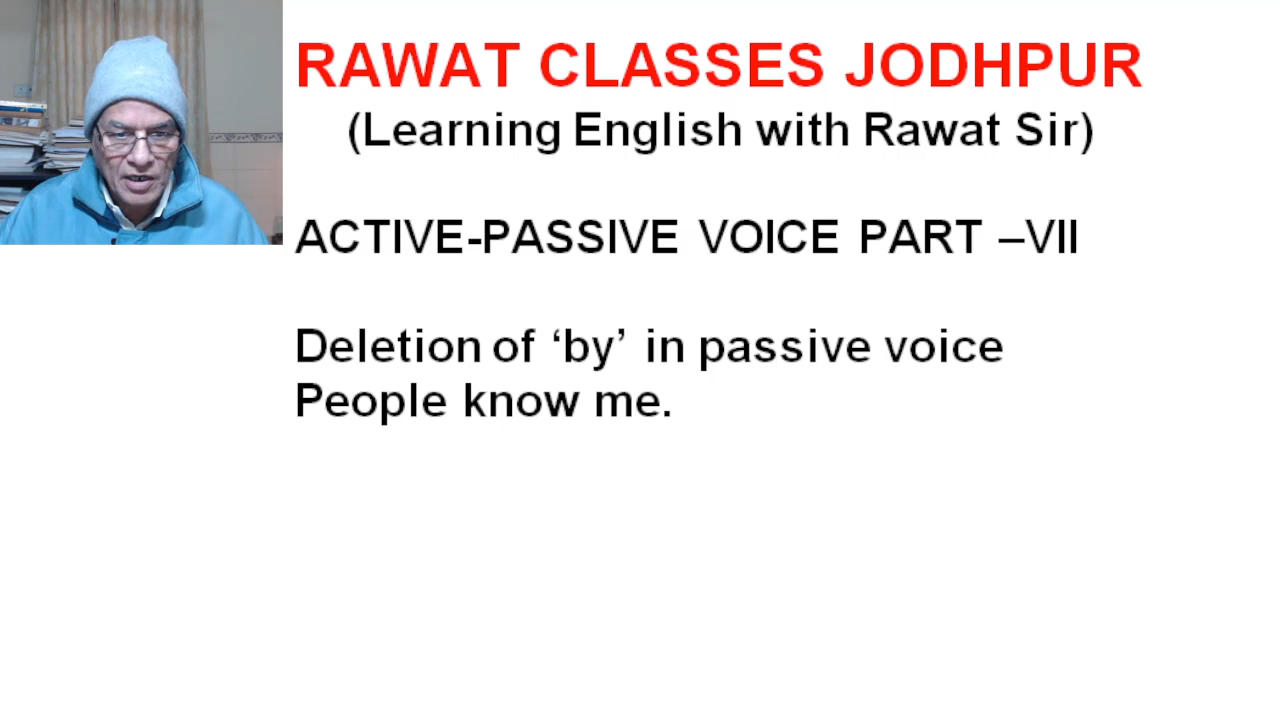 RAWAT CLASSES JODHPUR
(Learning English with Rawat Sir)
ACTIVE-PASSIVE VOICE PART –VII
Deletion of ‘by’ in passive voice
People know me.